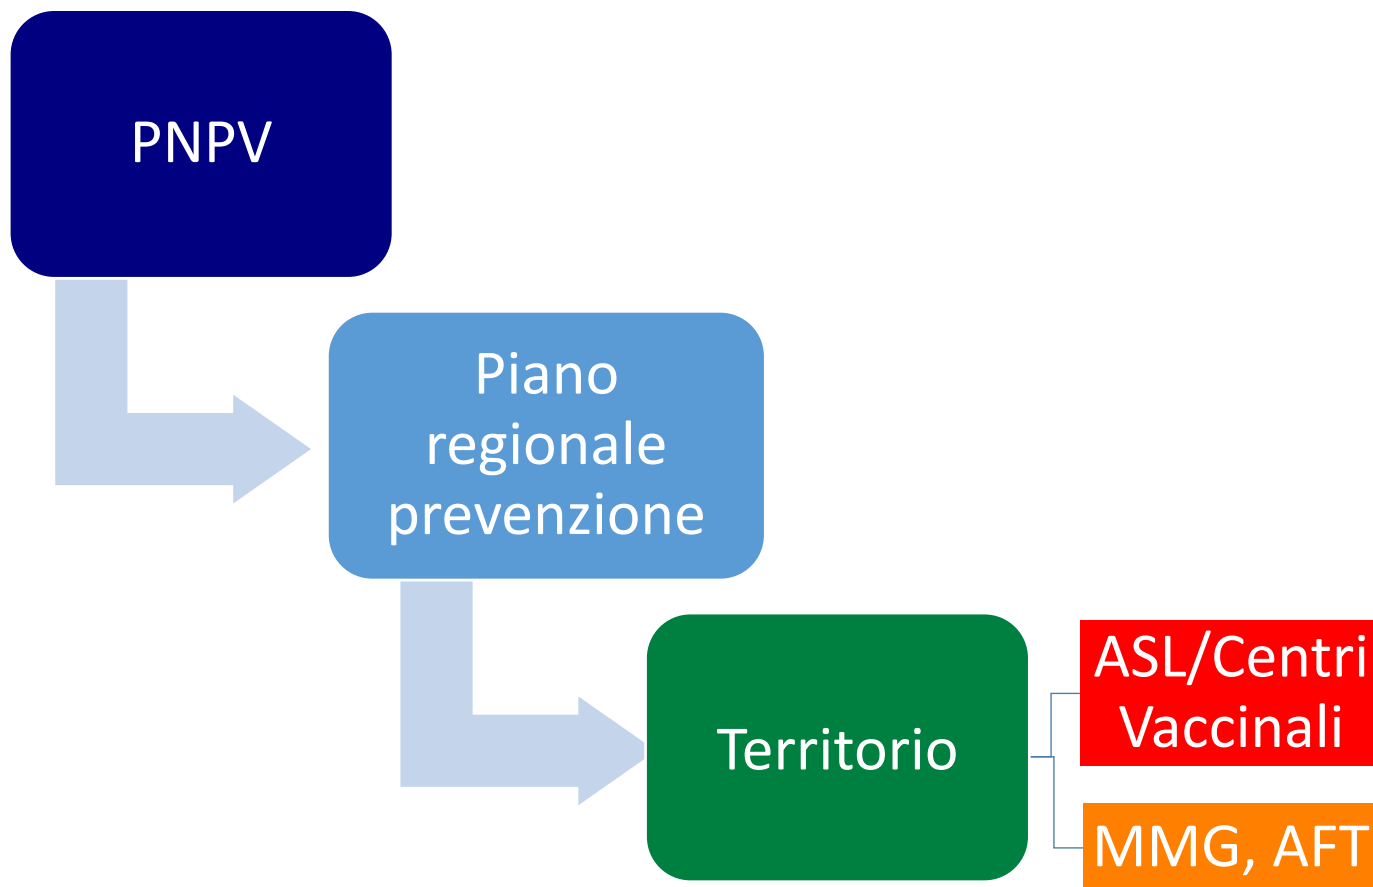 PNPV
Piano
regionale
prevenzione
Territorio
ASL/Centri
Vaccinali
MMG, AFT